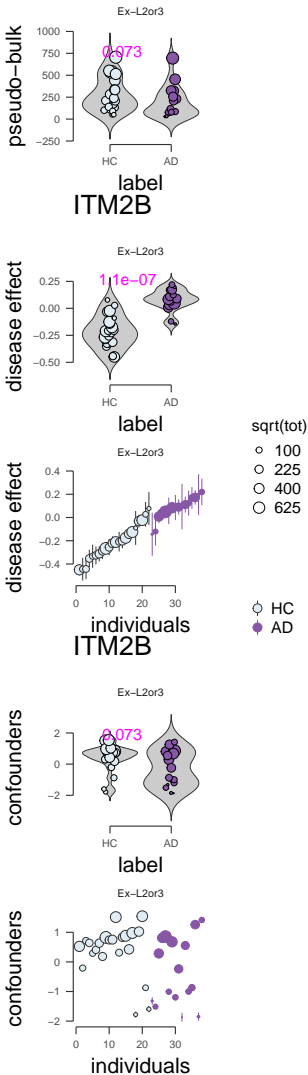 Ex-L2or3
1000
750
500
250
0
−250
pseudo−bulk
0.073
HC
AD
label
ITM2B
Ex-L2or3
0.25
0.00
−0.25
−0.50
disease effect
1.1e−07
HC
AD
label
Ex-L2or3
0.4
0.2
0.0
−0.2
−0.4
disease effect
0
10
20
30
individuals
sqrt(tot)
100
225
400
625
HC
AD
ITM2B
Ex-L2or3
2
0
−2
confounders
0.073
HC
AD
label
Ex-L2or3
1
0
−1
−2
confounders
0
10
20
30
individuals